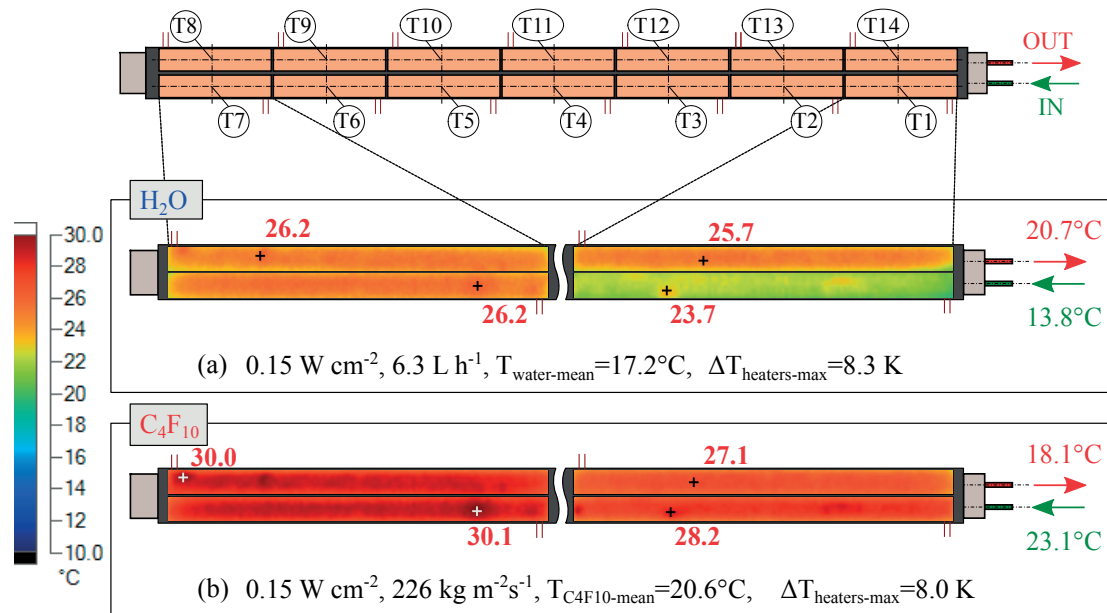 T8 T9 T10 T11 T12 T13 T14
OUT
IN
T7 T6 T5 T4 T3 T2 T1
H₂O
26.2 25.7 20.7°C
26.2 23.7 13.8°C
(a) 0.15 W cm⁻², 6.3 L h⁻¹, T_water-mean=17.2°C, ΔT_heaters-max=8.3 K
C₄F₁₀
30.0 27.1 18.1°C
30.1 28.2 23.1°C
(b) 0.15 W cm⁻², 226 kg m⁻²s⁻¹, T_C4F10-mean=20.6°C, ΔT_heaters-max=8.0 K
30.0
28
26
24
22
20
18
16
14
12
10.0
°C